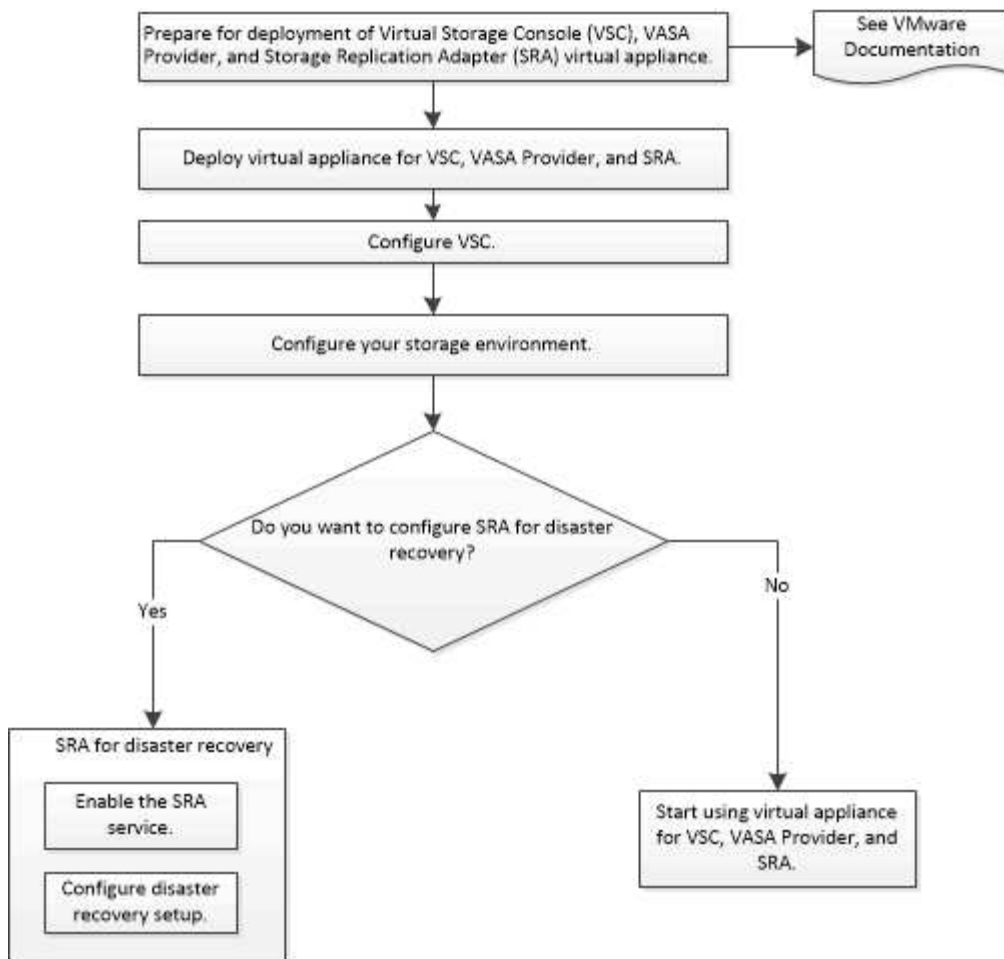 Prepare for deployment of Virtual Storage Console (VSC), VASA
Provider, and Storage Replication Adapter (SRA) virtual appliance.
See VMware
Documentation
Deploy virtual appliance for VSC, VASA Provider, and SRA.
Configure VSC.
Configure your storage environment.
Do you want to configure SRA for disaster
recovery?
Yes
No
SRA for disaster recovery
Enable the SRA
service.
Configure disaster
recovery setup.
Start using virtual appliance
for VSC, VASA Provider, and
SRA.